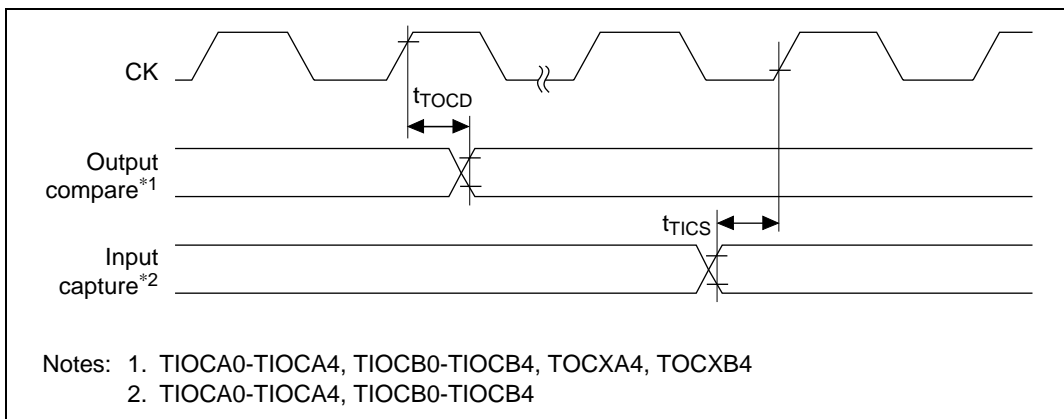 CK
tTOCD
Output
compare*1
tTICS
Input
capture*2
Notes: 1. TIOCA0-TIOCA4, TIOCB0-TIOCB4, TOCXA4, TOCXB4
2. TIOCA0-TIOCA4, TIOCB0-TIOCB4